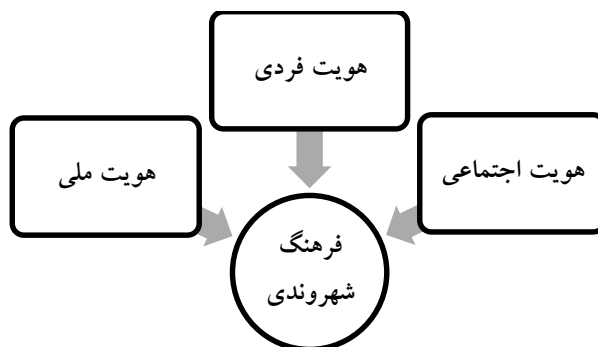 هویت فردی
هویت اجتماعی
هویت ملی
فرهنگ
شهروندی